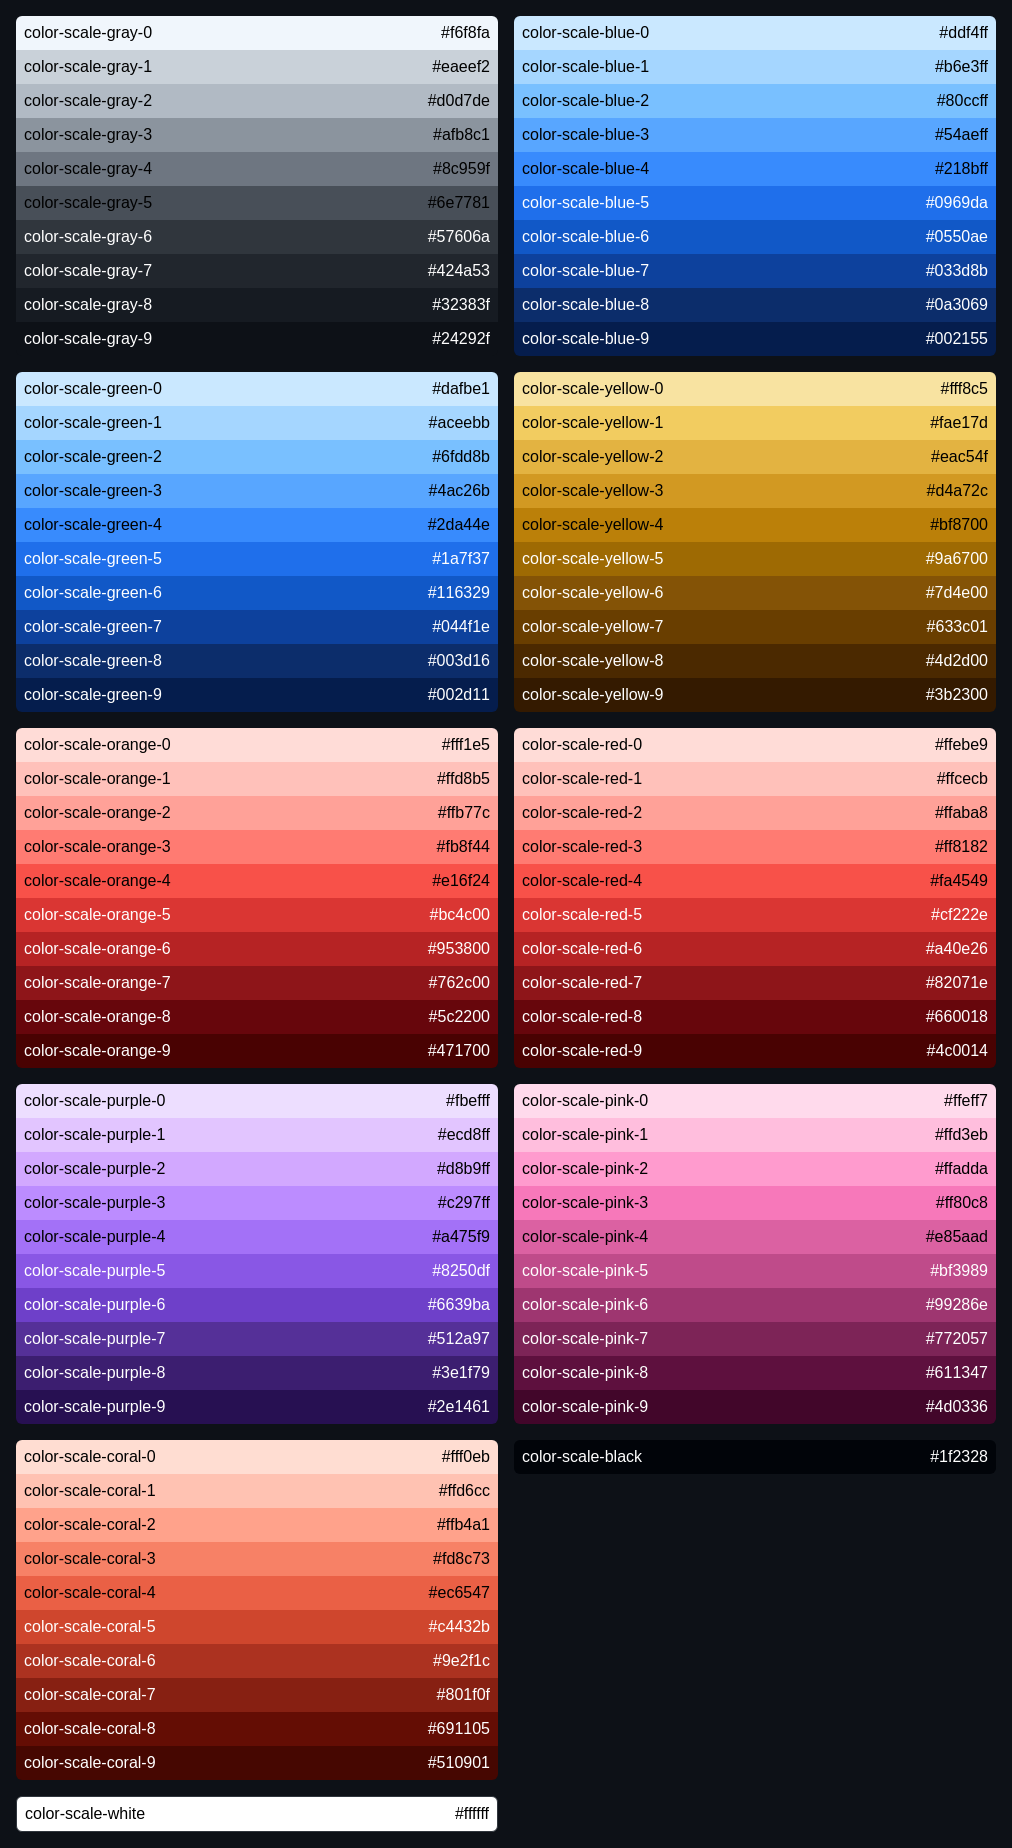 color-scale-gray-0 #f6f8fa
color-scale-gray-1 #eaeef2
color-scale-gray-2 #d0d7de
color-scale-gray-3 #afb8c1
color-scale-gray-4 #8c959f
color-scale-gray-5 #6e7781
color-scale-gray-6 #57606a
color-scale-gray-7 #424a53
color-scale-gray-8 #32383f
color-scale-gray-9 #24292f
color-scale-blue-0 #ddf4ff
color-scale-blue-1 #b6e3ff
color-scale-blue-2 #80ccff
color-scale-blue-3 #54aeff
color-scale-blue-4 #218bff
color-scale-blue-5 #0969da
color-scale-blue-6 #0550ae
color-scale-blue-7 #033d8b
color-scale-blue-8 #0a3069
color-scale-blue-9 #002155
color-scale-green-0 #dafbe1
color-scale-green-1 #aceebb
color-scale-green-2 #6fdd8b
color-scale-green-3 #4ac26b
color-scale-green-4 #2da44e
color-scale-green-5 #1a7f37
color-scale-green-6 #116329
color-scale-green-7 #044f1e
color-scale-green-8 #003d16
color-scale-green-9 #002d11
color-scale-yellow-0 #fff8c5
color-scale-yellow-1 #fae17d
color-scale-yellow-2 #eac54f
color-scale-yellow-3 #d4a72c
color-scale-yellow-4 #bf8700
color-scale-yellow-5 #9a6700
color-scale-yellow-6 #7d4e00
color-scale-yellow-7 #633c01
color-scale-yellow-8 #4d2d00
color-scale-yellow-9 #3b2300
color-scale-orange-0 #fff1e5
color-scale-orange-1 #ffd8b5
color-scale-orange-2 #ffb77c
color-scale-orange-3 #fb8f44
color-scale-orange-4 #e16f24
color-scale-orange-5 #bc4c00
color-scale-orange-6 #953800
color-scale-orange-7 #762c00
color-scale-orange-8 #5c2200
color-scale-orange-9 #471700
color-scale-red-0 #ffebe9
color-scale-red-1 #ffcecb
color-scale-red-2 #ffaba8
color-scale-red-3 #ff8182
color-scale-red-4 #fa4549
color-scale-red-5 #cf222e
color-scale-red-6 #a40e26
color-scale-red-7 #82071e
color-scale-red-8 #660018
color-scale-red-9 #4c0014
color-scale-purple-0 #fbefff
color-scale-purple-1 #ecd8ff
color-scale-purple-2 #d8b9ff
color-scale-purple-3 #c297ff
color-scale-purple-4 #a475f9
color-scale-purple-5 #8250df
color-scale-purple-6 #6639ba
color-scale-purple-7 #512a97
color-scale-purple-8 #3e1f79
color-scale-purple-9 #2e1461
color-scale-pink-0 #ffeff7
color-scale-pink-1 #ffd3eb
color-scale-pink-2 #ffadda
color-scale-pink-3 #ff80c8
color-scale-pink-4 #e85aad
color-scale-pink-5 #bf3989
color-scale-pink-6 #99286e
color-scale-pink-7 #772057
color-scale-pink-8 #611347
color-scale-pink-9 #4d0336
color-scale-coral-0 #fff0eb
color-scale-coral-1 #ffd6cc
color-scale-coral-2 #ffb4a1
color-scale-coral-3 #fd8c73
color-scale-coral-4 #ec6547
color-scale-coral-5 #c4432b
color-scale-coral-6 #9e2f1c
color-scale-coral-7 #801f0f
color-scale-coral-8 #691105
color-scale-coral-9 #510901
color-scale-black #1f2328
color-scale-white #ffffff